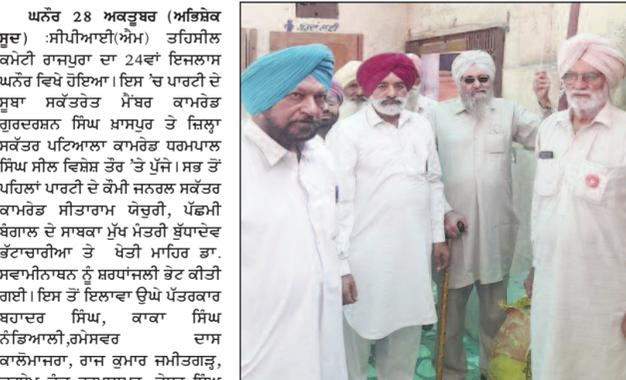 ਘਨੌਰ 28 ਅਕਤੂਬਰ (ਅਭਿਸ਼ੇਕ
ਸੂਦ) :ਸੀਪੀਆਈ(ਐਮ) ਤਹਿਸੀਲ
ਕਮੇਟੀ ਰਾਜਪੁਰਾ ਦਾ 24ਵਾਂ ਇਜਲਾਸ
ਘਨੌਰ ਵਿਖੇ ਹੋਇਆ। ਇਸ 'ਚ ਪਾਰਟੀ ਦੇ
ਸੂਬਾ ਸਕੱਤਰੇਤ ਮੈਂਬਰ ਕਾਮਰੇਡ
ਗੁਰਦਰਸ਼ਨ ਸਿੰਘ ਖ਼ਾਸਪੁਰ ਤੇ ਜ਼ਿਲ੍ਹਾ
ਸਕੱਤਰ ਪਟਿਆਲਾ ਕਾਮਰੇਡ ਧਰਮਪਾਲ
ਸਿੰਘ ਸੀਲ ਵਿਸ਼ੇਸ਼ ਤੌਰ 'ਤੇ ਪੁੱਜੇ। ਸਭ ਤੋਂ
ਪਹਿਲਾਂ ਪਾਰਟੀ ਦੇ ਕੌਮੀ ਜਨਰਲ ਸਕੱਤਰ
ਕਾਮਰੇਡ ਸੀਤਾਰਾਮ ਯੇਚੁਰੀ, ਪੱਛਮੀ
ਬੰਗਾਲ ਦੇ ਸਾਬਕਾ ਮੁੱਖ ਮੰਤਰੀ ਬੁੱਧਾਦੇਵ
ਭੱਟਾਚਾਰੀਆ ਤੇ ਖੇਤੀ ਮਾਹਿਰ ਡਾ.
ਸਵਾਮੀਨਾਥਨ ਨੂੰ ਸ਼ਰਧਾਂਜਲੀ ਭੇਟ ਕੀਤੀ
ਗਈ। ਇਸ ਤੋਂ ਇਲਾਵਾ ਉਘੇ ਪੱਤਰਕਾਰ
ਬਹਾਦਰ ਸਿੰਘ, ਕਾਕਾ ਸਿੰਘ
ਨੰਡਿਆਲੀ,ਰਮੇਸਵਰ ਦਾਸ
ਕਾਲੋਮਾਜਰਾ, ਰਾਜ ਕੁਮਾਰ ਜਮੀਤਗੜ੍ਹ,